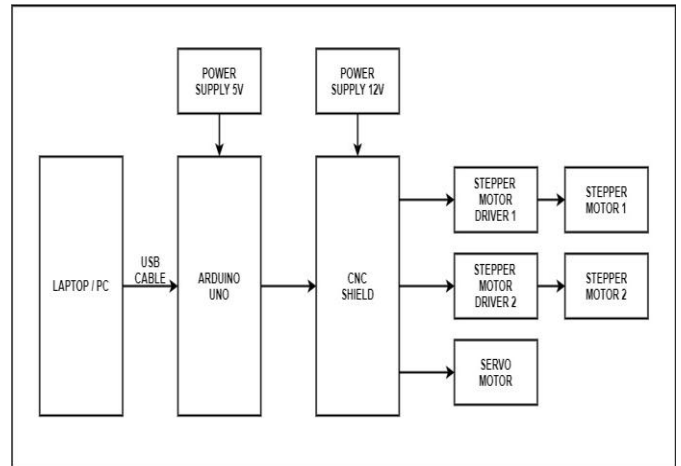 POWER
SUPPLY 5V
POWER
SUPPLY 12V
LAPTOP / PC
USB
CABLE
ARDUINO
UNO
CNC
SHIELD
STEPPER
MOTOR
DRIVER 1
STEPPER
MOTOR 1
STEPPER
MOTOR
DRIVER 2
STEPPER
MOTOR 2
SERVO
MOTOR